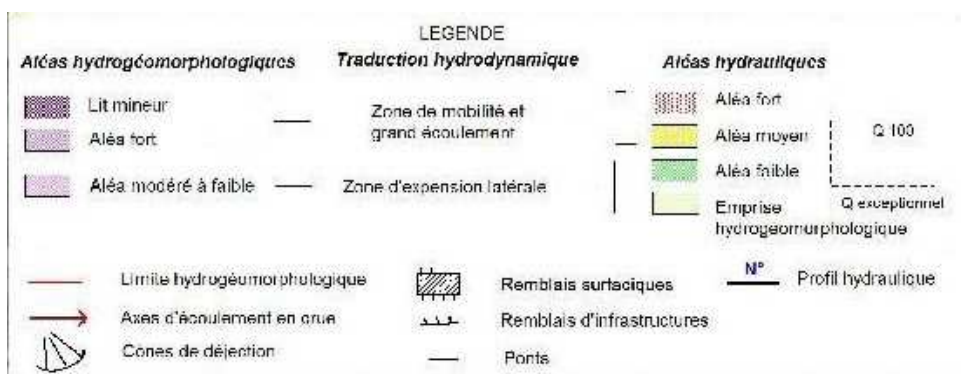 LEGENDE
Aléas hydrogéomorphologiques
Lit mineur
Aléa fort
Aléa modéré à faible
Traduction hydrodynamique
Zone de mobilité et
grand écoulement
Zone d'expension latérale
Aléas hydrauliques
Aléa fort
Aléa moyen
Aléa faible
Emprise
hydrogéomorphologique
Q 100
Q exceptionnel
Limite hydrogéomorphologique
Axes d'écoulement en crue
Cônes de déjection
Remblais surfaciques
Remblais d'infrastructures
Ponts
N°
Profil hydraulique